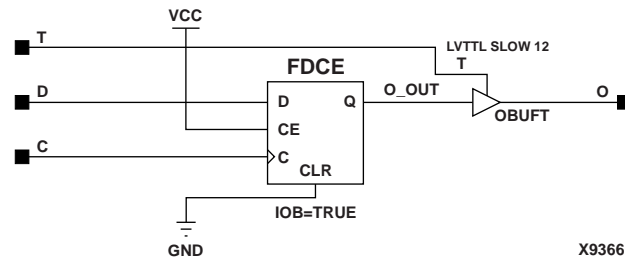 VCC
T
LVTTL SLOW 12
T
FDCE
D
D
Q
O_OUT
O
OBUFT
CE
C
C
CLR
IOB=TRUE
GND
X9366